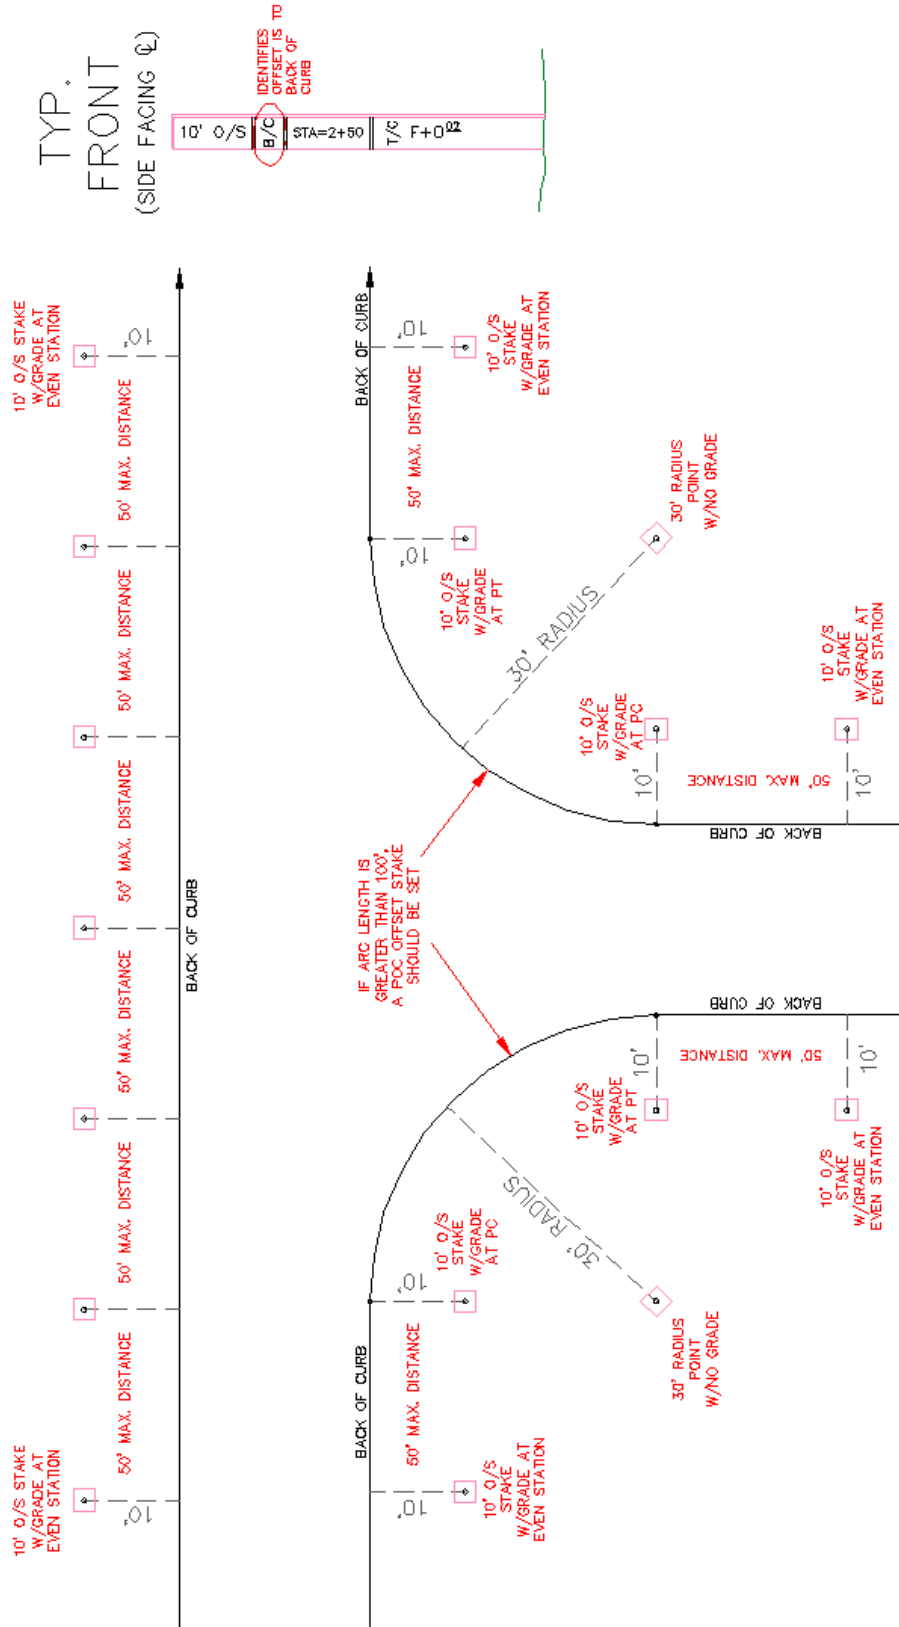 10' O/S STAKE
W/GRADE AT
EVEN STATION
10' O/S STAKE
W/GRADE AT
EVEN STATION
50' MAX. DISTANCE
50' MAX. DISTANCE
50' MAX. DISTANCE
50' MAX. DISTANCE
50' MAX. DISTANCE
50' MAX. DISTANCE
10'
10'
BACK OF CURB
TYP.
FRONT
(SIDE FACING ℄)
10' O/S
B/C
STA=2+50
T/C F+0⁰²
IDENTIFIES
OFFSET IS TO
BACK OF
CURB
BACK OF CURB
IF ARC LENGTH IS
GREATER THAN 100',
A POC OFFSET STAKE
SHOULD BE SET
BACK OF CURB
10'
50' MAX. DISTANCE
10'
10'
50' MAX. DISTANCE
10'
10' O/S
STAKE
W/GRADE AT
EVEN STATION
10' O/S
STAKE
W/GRADE
AT PC
10' O/S
STAKE
W/GRADE
AT PT
10' O/S
STAKE
W/GRADE AT
EVEN STATION
30' RADIUS
30' RADIUS
10' O/S
STAKE
W/GRADE
AT PT
10' O/S
STAKE
W/GRADE
AT PC
30' RADIUS
POINT
W/NO GRADE
30' RADIUS
POINT
W/NO GRADE
10'
50' MAX. DISTANCE
10'
BACK OF CURB
BACK OF CURB
10'
50' MAX. DISTANCE
10'
10' O/S
STAKE
W/GRADE AT
EVEN STATION
10' O/S
STAKE
W/GRADE AT
EVEN STATION